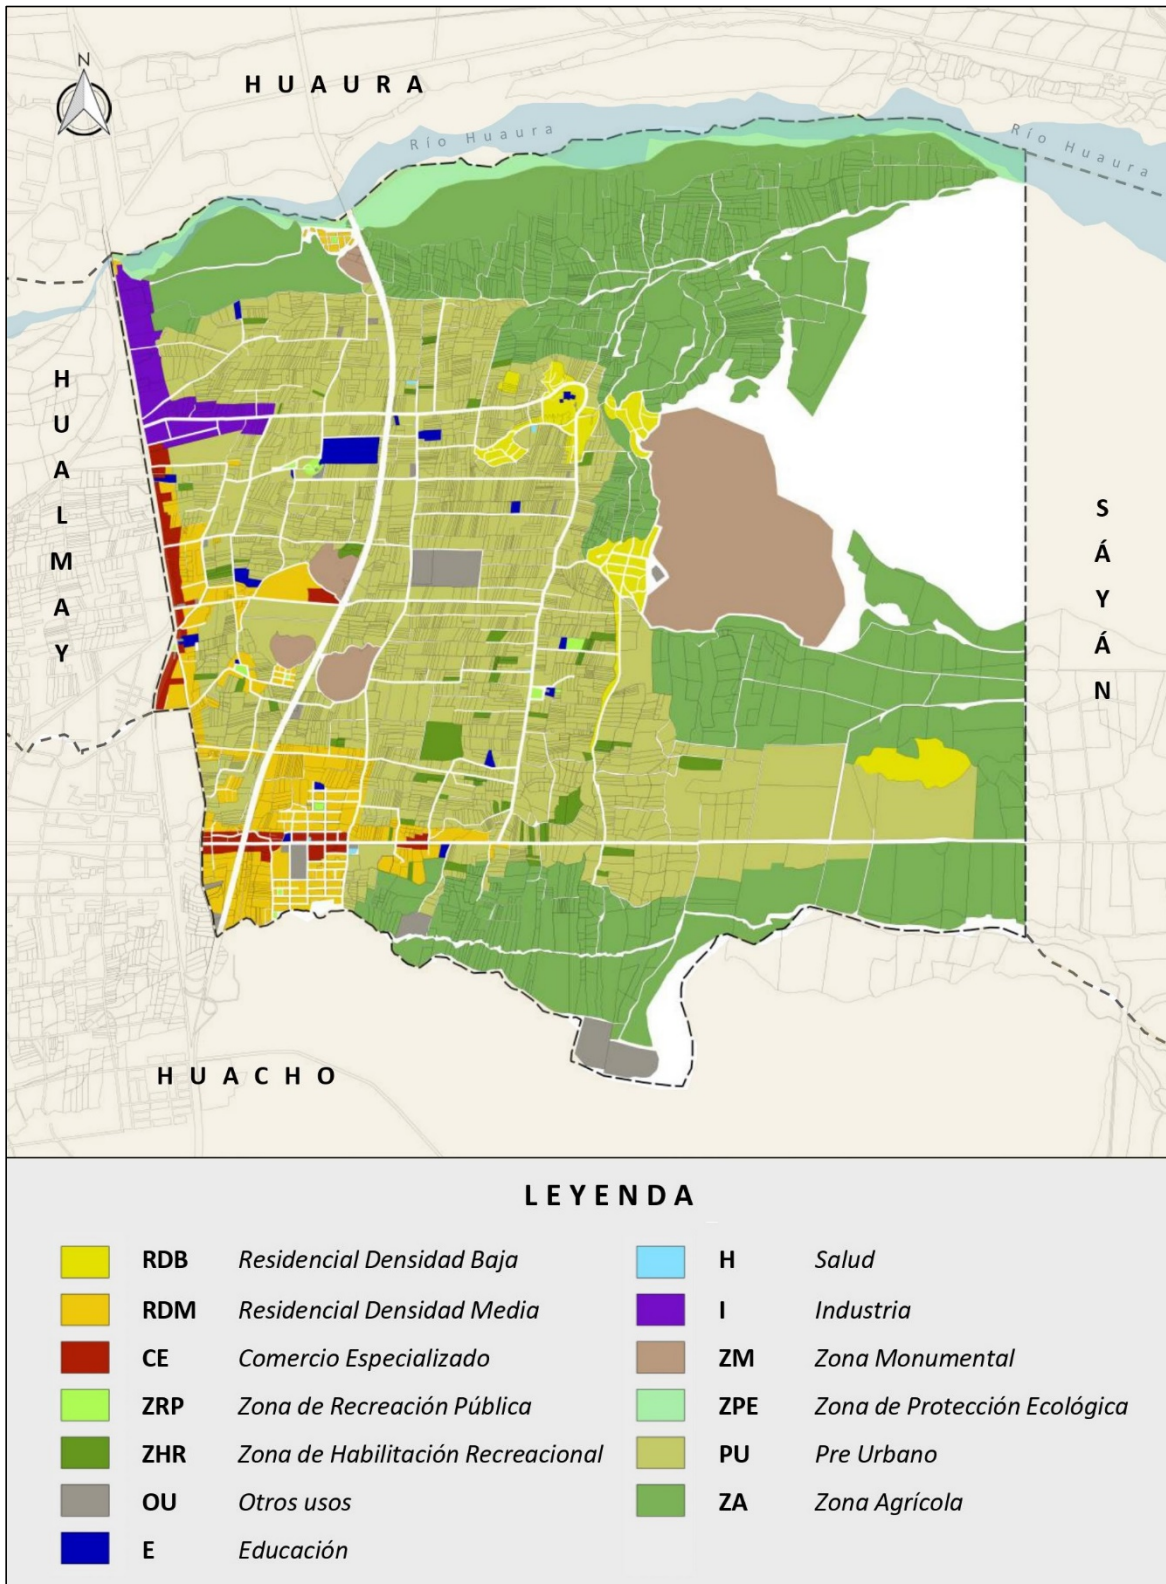 N
HUAURA
Río Huaura
Río Huaura
HUALMAY
SÁYÁN
HUACHO
LEYENDA
RDB Residencial Densidad Baja
RDM Residencial Densidad Media
CE Comercio Especializado
ZRP Zona de Recreación Pública
ZHR Zona de Habilitación Recreacional
OU Otros usos
E Educación
H Salud
I Industria
ZM Zona Monumental
ZPE Zona de Protección Ecológica
PU Pre Urbano
ZA Zona Agrícola